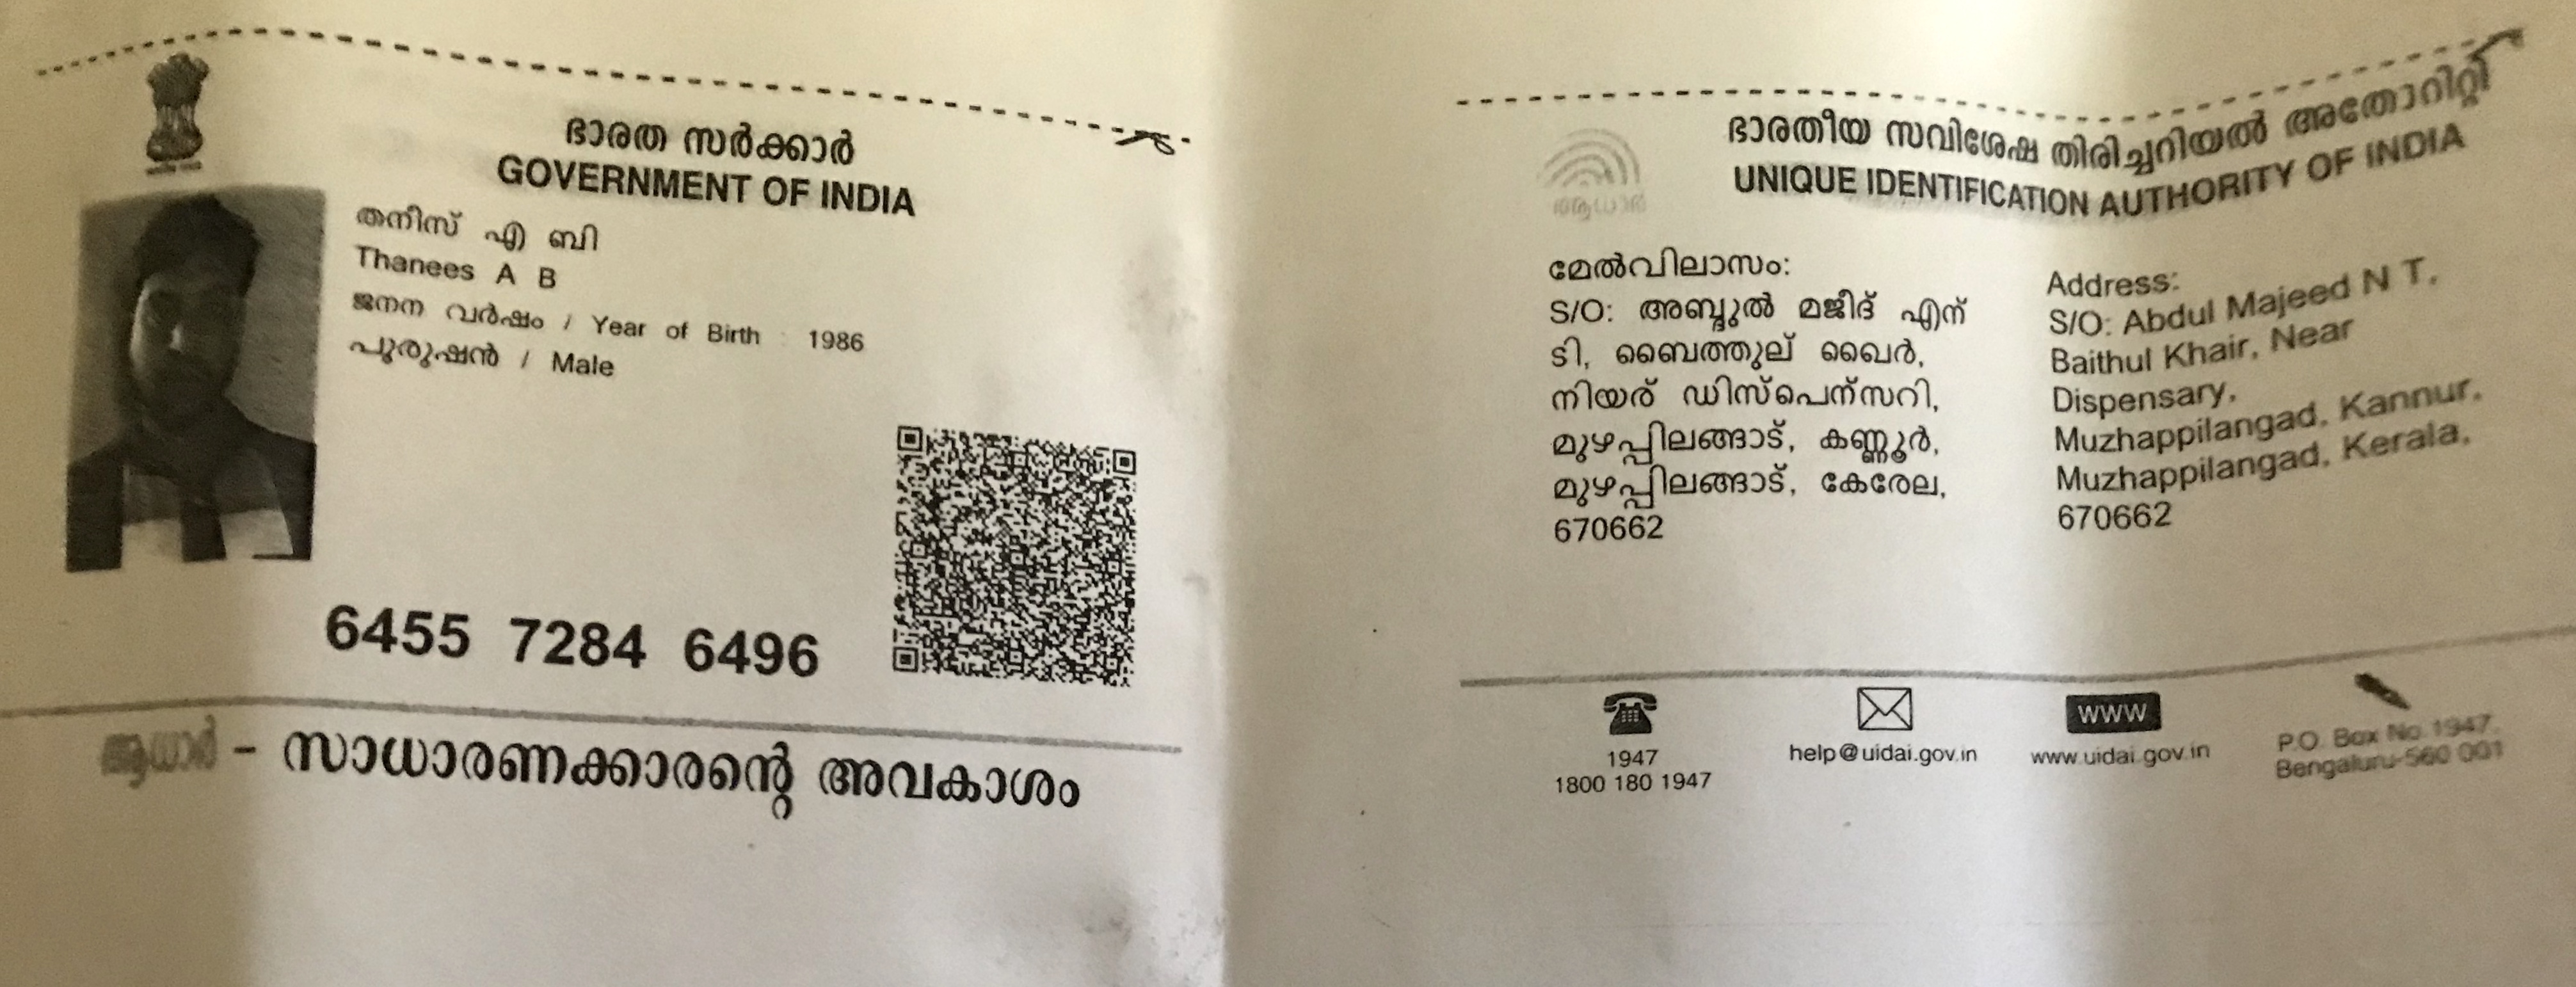 ഭാരത സർക്കാർ
GOVERNMENT OF INDIA
തനീസ് എ ബി
Thanees A B
ജനന വർഷം / Year of Birth : 1986
പുരുഷൻ / Male
6455 7284 6496
ആധാർ - സാധാരണക്കാരന്റെ അവകാശം
ഭാരതീയ സവിശേഷ തിരിച്ചറിയൽ അതോറിറ്റി
UNIQUE IDENTIFICATION AUTHORITY OF INDIA
ആധാർ
മേൽവിലാസം:
S/O: അബ്ദുൽ മജീദ് എന്
ടി, ബൈത്തുല് ഖൈർ,
നിയര് ഡിസ്പെന്സറി,
മുഴപ്പിലങ്ങാട്, കണ്ണൂർ,
മുഴപ്പിലങ്ങാട്, കേരേല,
670662
Address:
S/O: Abdul Majeed N T,
Baithul Khair, Near
Dispensary,
Muzhappilangad, Kannur,
Muzhappilangad, Kerala,
670662
1947
1800 180 1947
help@uidai.gov.in
WWW
www.uidai.gov.in
P.O. Box No.1947,
Bengaluru-560 001